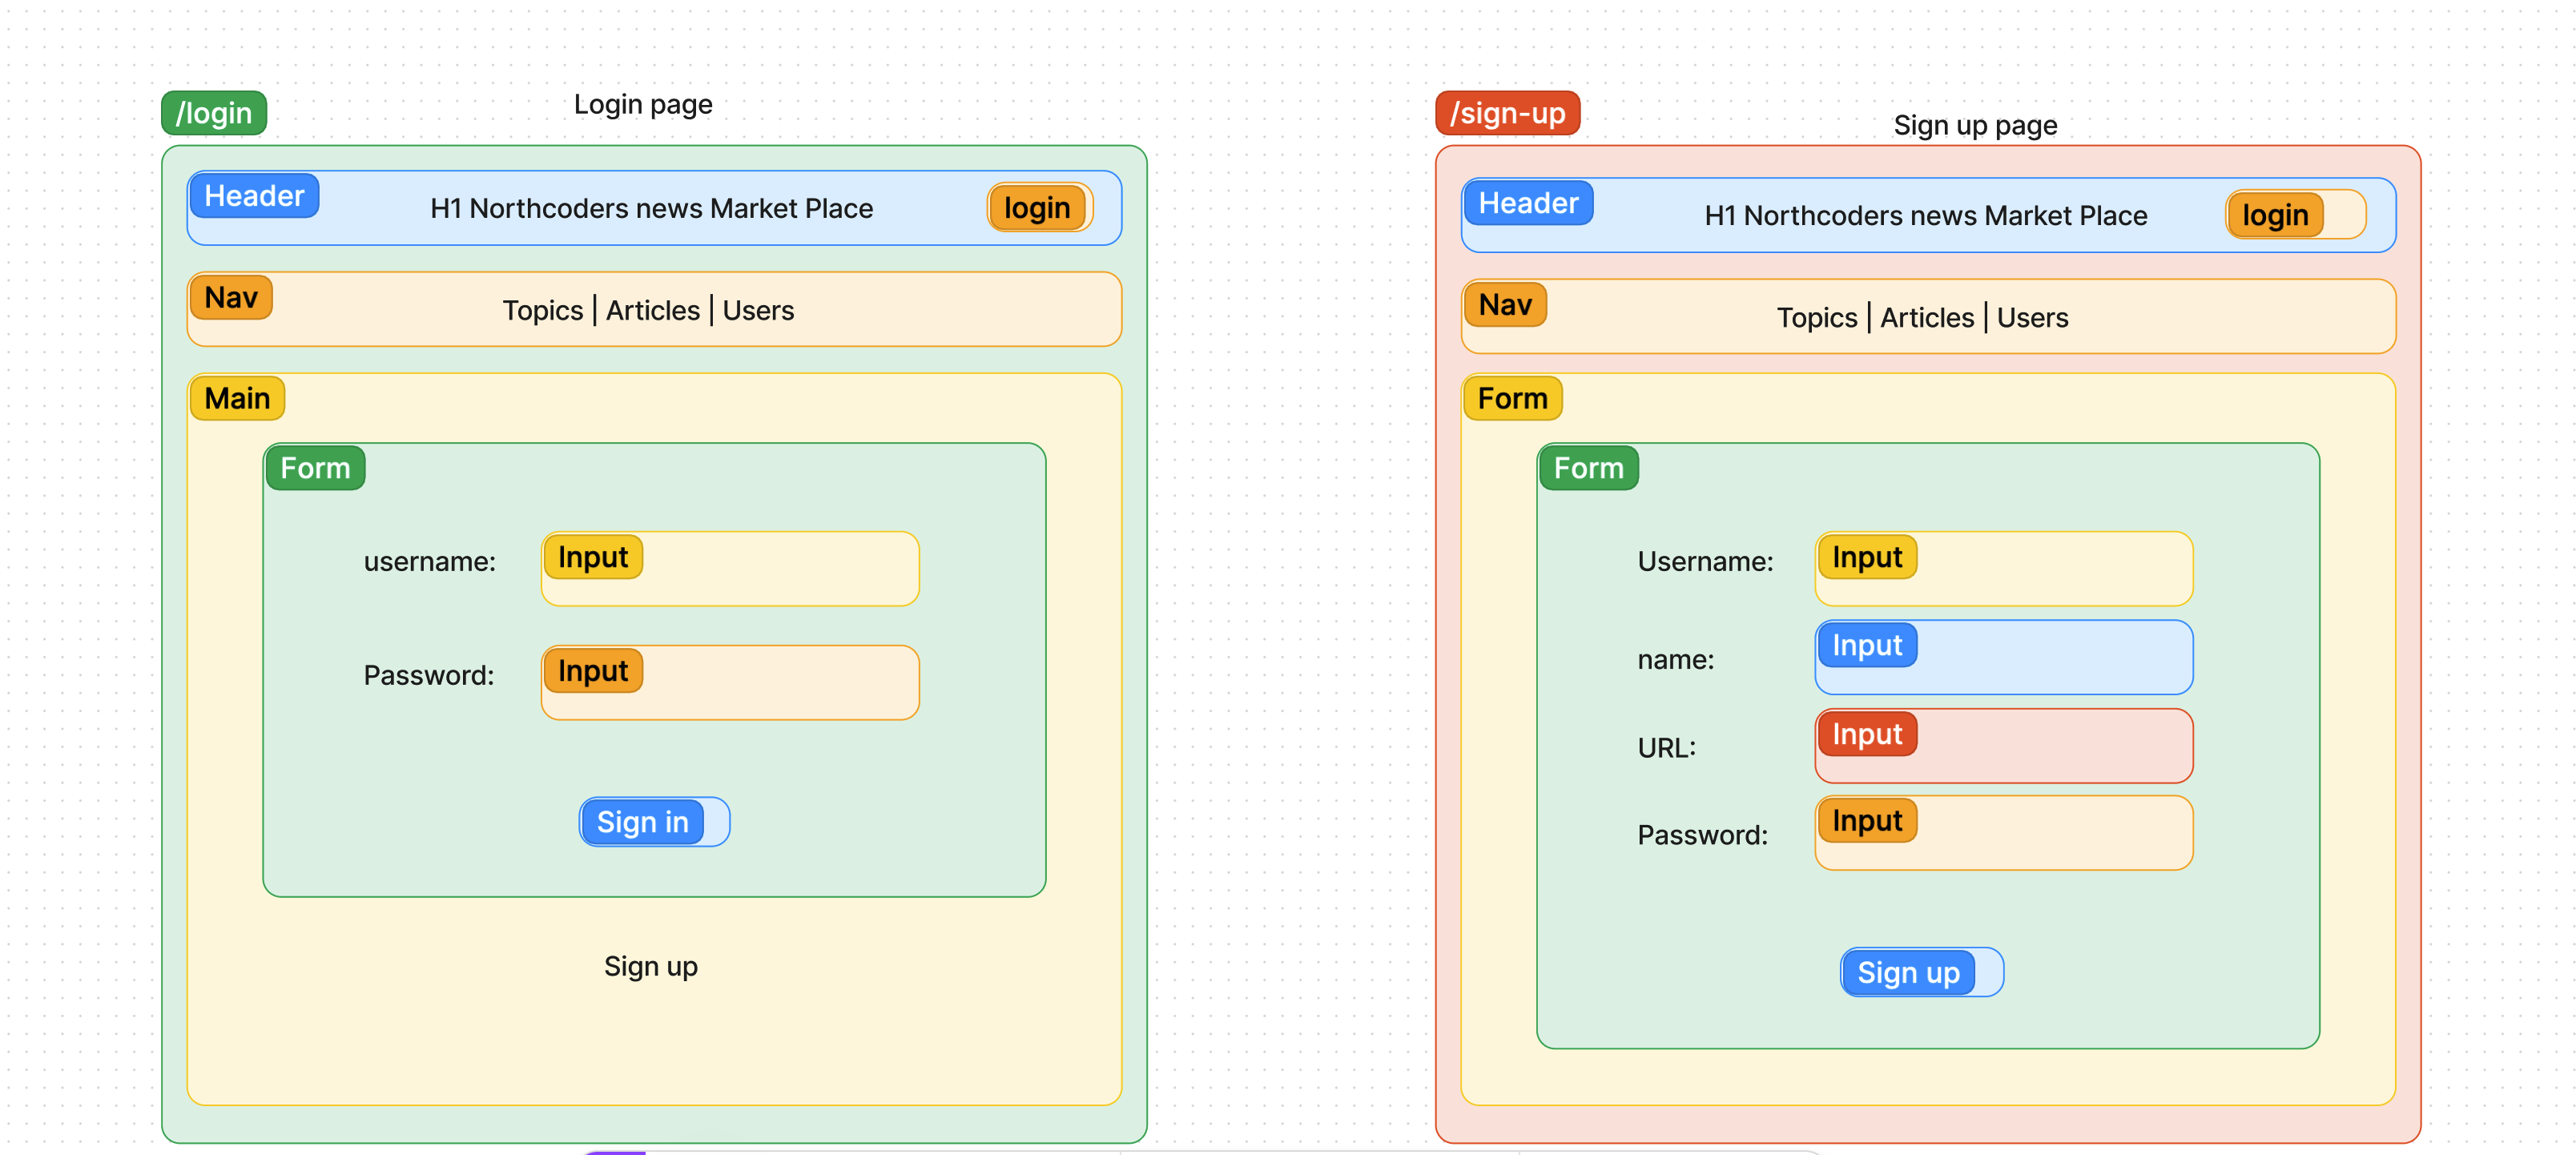 /login
Login page
Header
H1 Northcoders news Market Place
login
Nav
Topics | Articles | Users
Main
Form
username:
Input
Password:
Input
Sign in
Sign up
/sign-up
Sign up page
Header
H1 Northcoders news Market Place
login
Nav
Topics | Articles | Users
Form
Form
Username:
Input
name:
Input
URL:
Input
Password:
Input
Sign up